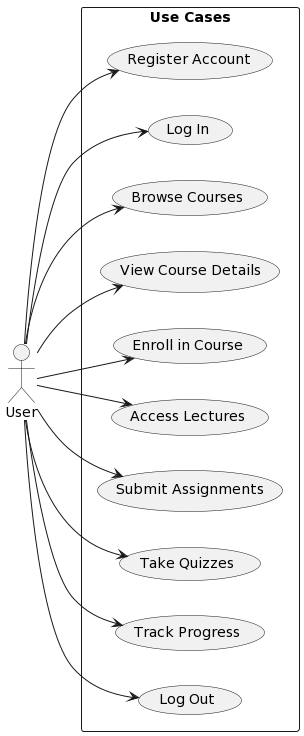 Use Cases
Register Account
Log In
Browse Courses
View Course Details
Enroll in Course
Access Lectures
User
Submit Assignments
Take Quizzes
Track Progress
Log Out